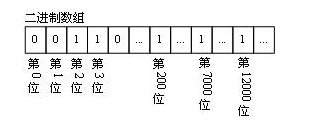 二进制数组
0 0 1 1 0 ... 1 ... 1 ... 1 ...
第0位 第1位 第2位 第3位 第200位 第7000位 第12000位